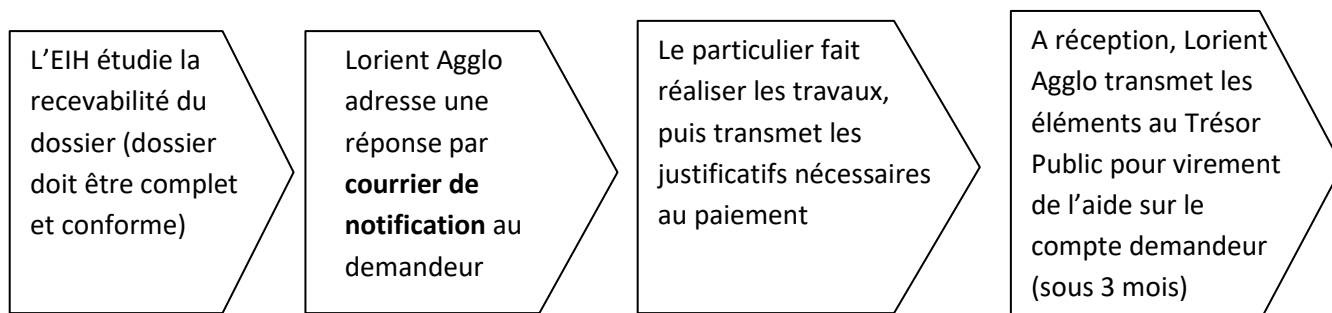 L'EIH étudie la
recevabilité du
dossier (dossier
doit être complet
et conforme)
Lorient Agglo
adresse une
réponse par
courrier de
notification au
demandeur
Le particulier fait
réaliser les travaux,
puis transmet les
justificatifs nécessaires
au paiement
A réception, Lorient
Agglo transmet les
éléments au Trésor
Public pour virement
de l'aide sur le
compte demandeur
(sous 3 mois)